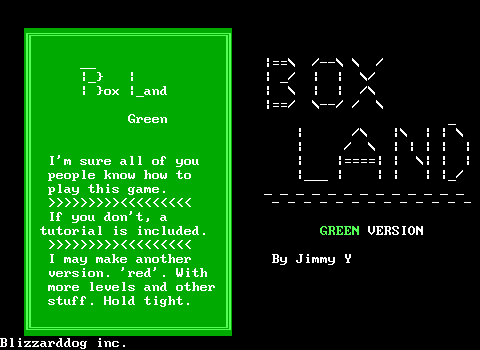 Box Land
Green
I'm sure all of you
people know how to
play this game.
>>>>>>>>><<<<<<<<<
If you don't, a
tutorial is included.
>>>>>>>>><<<<<<<<<
I may make another
version. 'red'. With
more levels and other
stuff. Hold tight.
BOX
LAND
GREEN VERSION
By Jimmy Y
Blizzarddog inc.